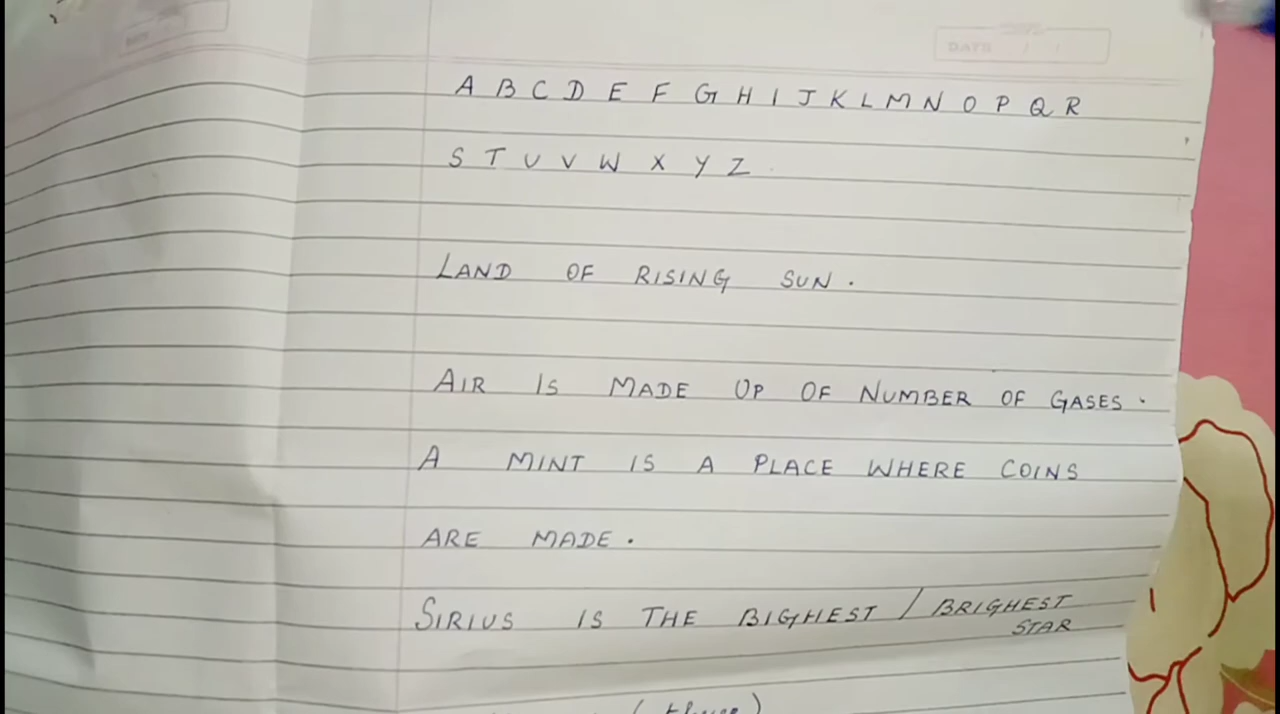 DATE
A B C D E F G H I J K L M N O P Q R
S T U V W X Y Z
LAND OF RISING SUN.
AIR IS MADE UP OF NUMBER OF GASES.
A MINT IS A PLACE WHERE COINS
ARE MADE.
SIRIUS IS THE BIGHEST / BRIGHEST
STAR